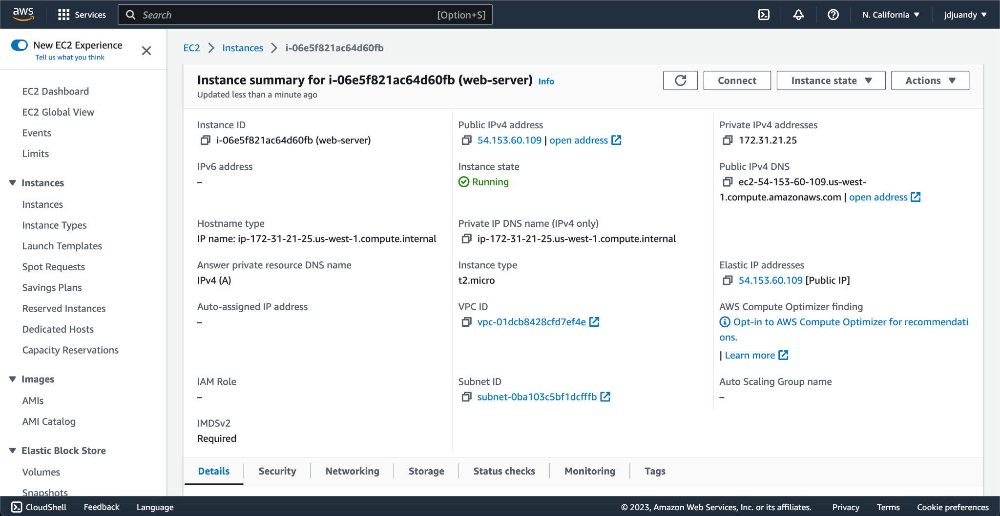 aws
Services
Search
[Option+S]
N. California
jdjuandy
New EC2 Experience
Tell us what you think
EC2 Dashboard
EC2 Global View
Events
Limits
Instances
Instances
Instance Types
Launch Templates
Spot Requests
Savings Plans
Reserved Instances
Dedicated Hosts
Capacity Reservations
Images
AMIs
AMI Catalog
Elastic Block Store
Volumes
Snapshots
EC2
Instances
i-06e5f821ac64d60fb
Instance summary for i-06e5f821ac64d60fb (web-server) Info
Updated less than a minute ago
Connect
Instance state
Actions
Instance ID
i-06e5f821ac64d60fb (web-server)
Public IPv4 address
54.153.60.109 | open address
Private IPv4 addresses
172.31.21.25
IPv6 address
–
Instance state
Running
Public IPv4 DNS
ec2-54-153-60-109.us-west-
1.compute.amazonaws.com | open address
Hostname type
IP name: ip-172-31-21-25.us-west-1.compute.internal
Private IP DNS name (IPv4 only)
ip-172-31-21-25.us-west-1.compute.internal
Answer private resource DNS name
IPv4 (A)
Instance type
t2.micro
Elastic IP addresses
54.153.60.109 [Public IP]
Auto-assigned IP address
–
VPC ID
vpc-01dcb8428cfd7ef4e
AWS Compute Optimizer finding
Opt-in to AWS Compute Optimizer for recommendati
ons.
| Learn more
IAM Role
–
Subnet ID
subnet-0ba103c5bf1dcfffb
Auto Scaling Group name
–
IMDSv2
Required
Details
Security
Networking
Storage
Status checks
Monitoring
Tags
CloudShell
Feedback
Language
© 2023, Amazon Web Services, Inc. or its affiliates.
Privacy
Terms
Cookie preferences